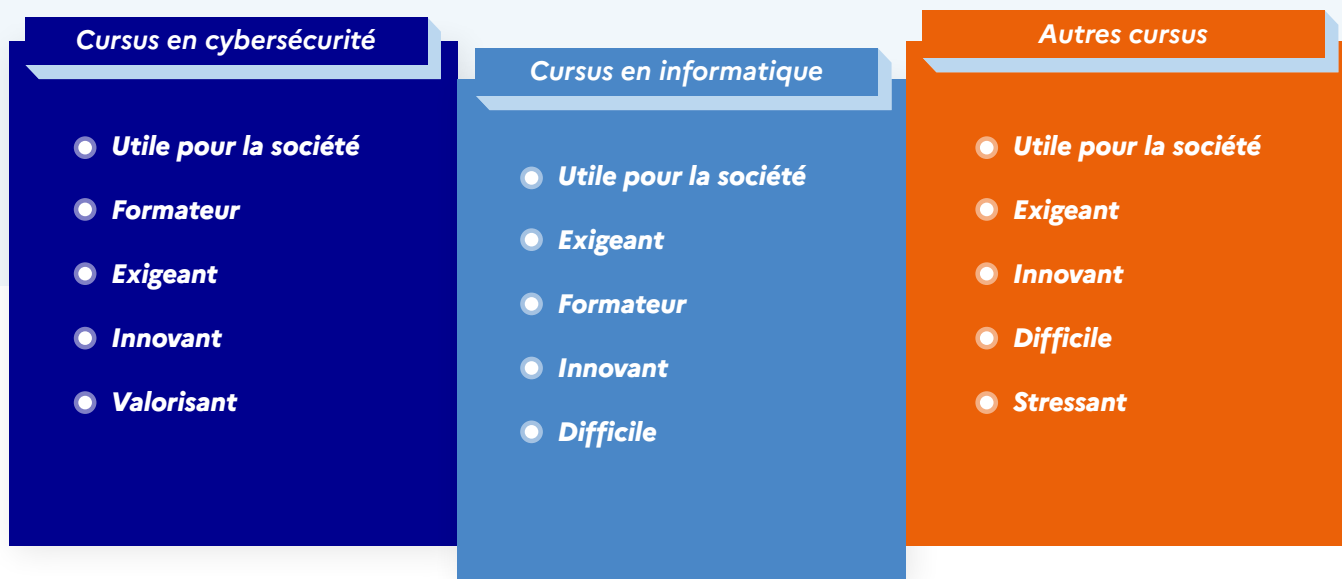 Cursus en cybersécurité
Utile pour la société
Formateur
Exigeant
Innovant
Valorisant
Cursus en informatique
Utile pour la société
Exigeant
Formateur
Innovant
Difficile
Autres cursus
Utile pour la société
Exigeant
Innovant
Difficile
Stressant